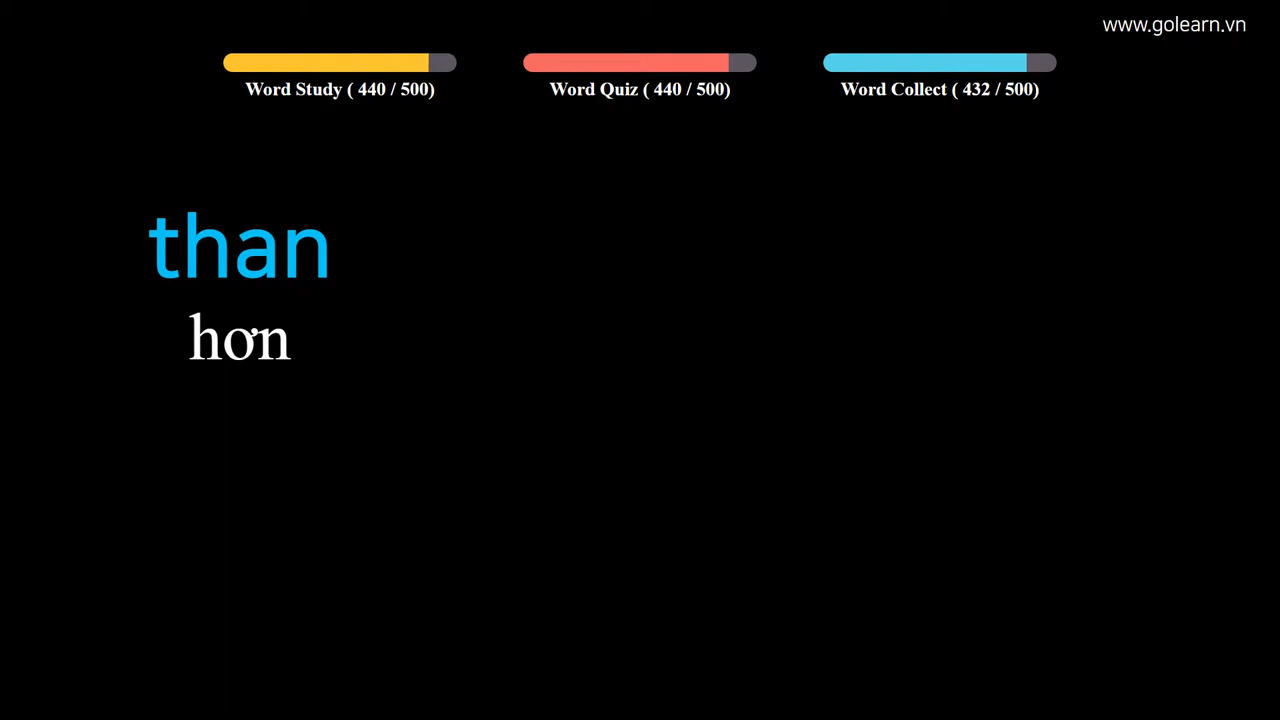 www.golearn.vn
Word Study ( 440 / 500)
Word Quiz ( 440 / 500)
Word Collect ( 432 / 500)
than
hơn